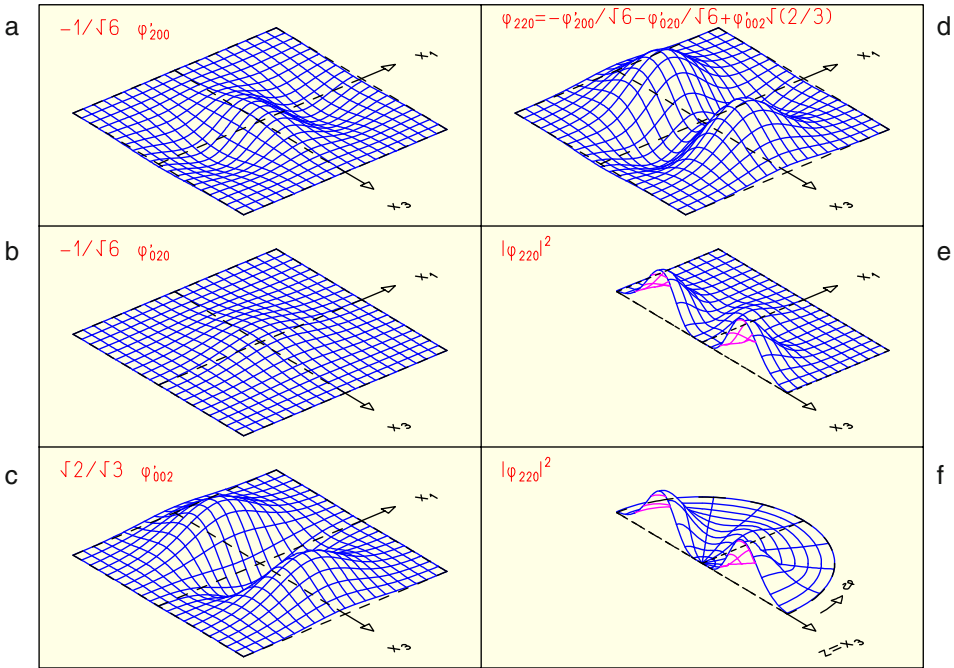 a
−1/√6 φ′₂₀₀
x₁
x₃
φ₂₂₀=−φ′₂₀₀/√6−φ′₀₂₀/√6+φ′₀₀₂√(2/3)
d
x₁
x₃
b
−1/√6 φ′₀₂₀
x₁
x₃
|φ₂₂₀|²
e
x₁
x₃
c
√2/√3 φ′₀₀₂
x₁
x₃
|φ₂₂₀|²
f
ϑ
z=x₃